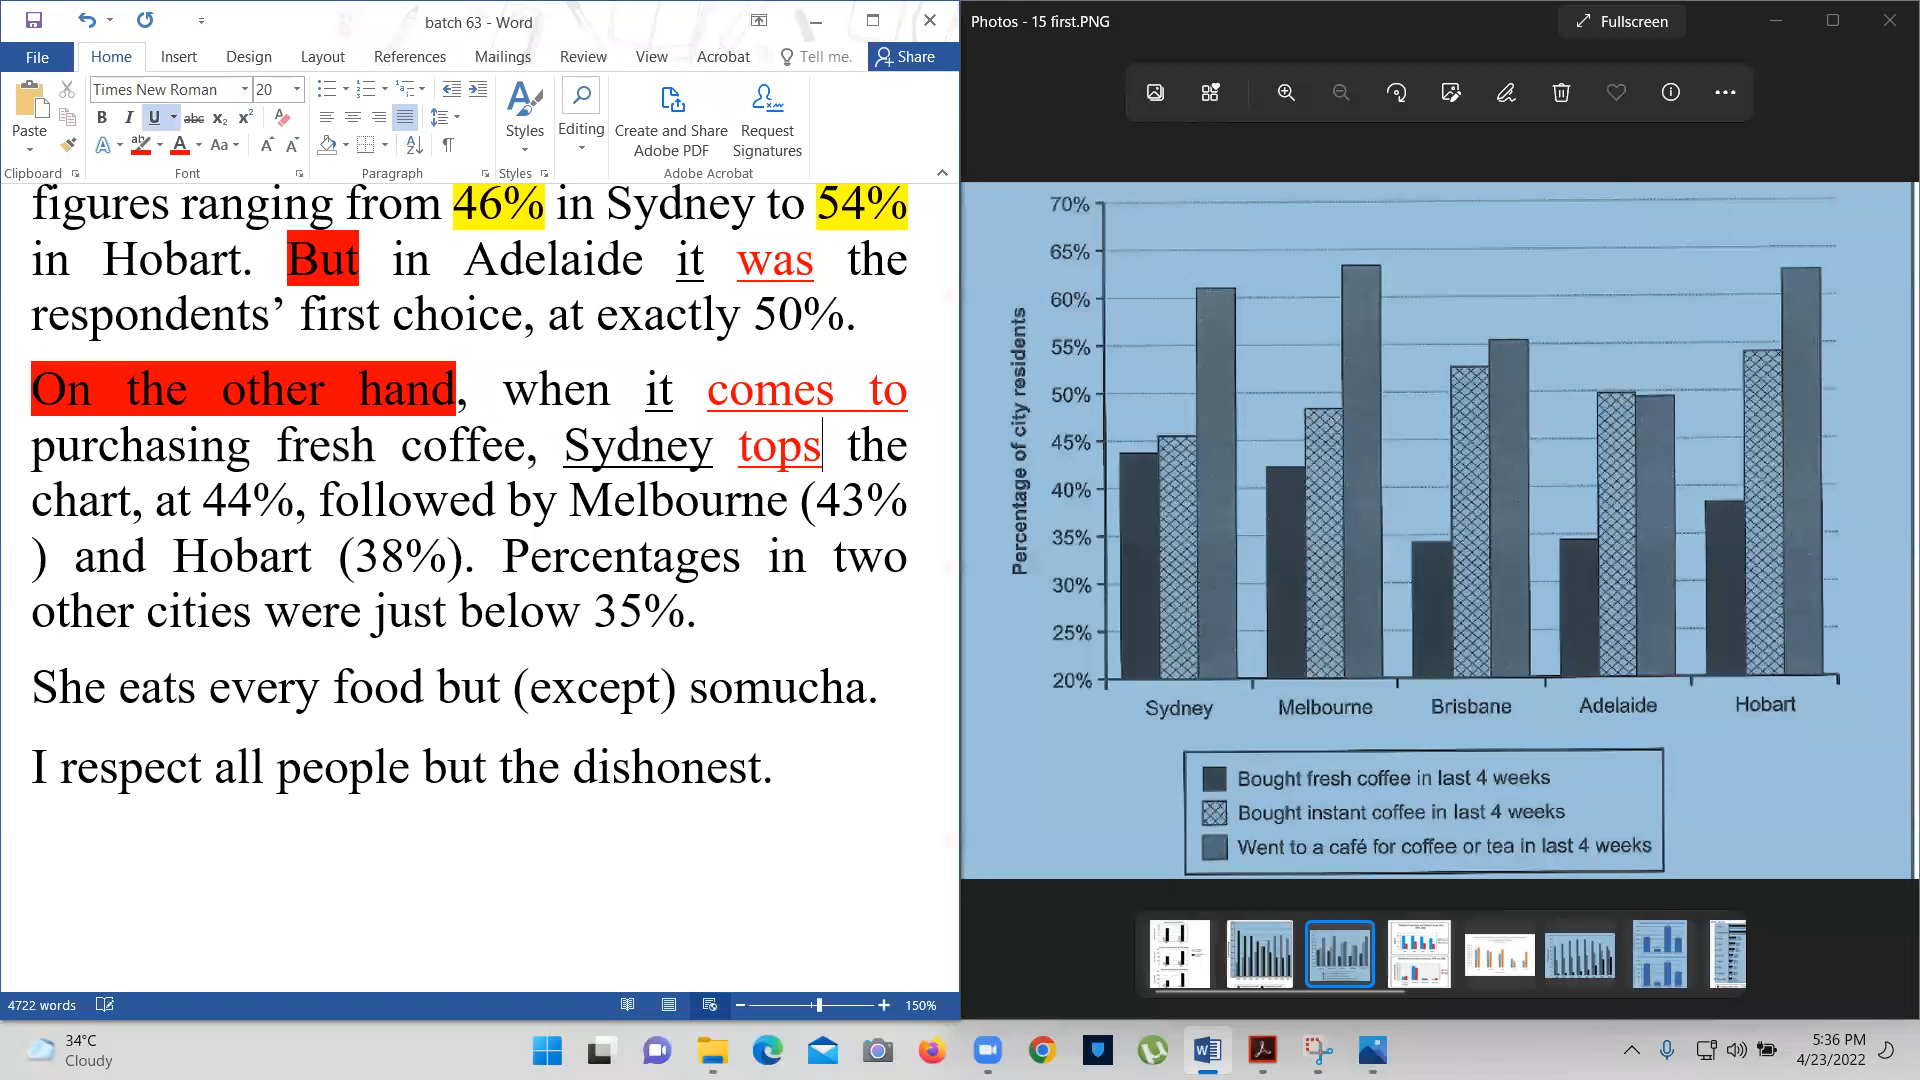 batch 63 - Word
File Home Insert Design Layout References Mailings Review View Acrobat Tell me. Share
Times New Roman 20
B I U abc x₂ x²
Aa
Paste
Styles
Editing
Create and Share Adobe PDF
Request Signatures
Clipboard Font Paragraph Styles Adobe Acrobat
figures ranging from 46% in Sydney to 54%
in Hobart. But in Adelaide it was the
respondents’ first choice, at exactly 50%.
On the other hand, when it comes to
purchasing fresh coffee, Sydney tops the
chart, at 44%, followed by Melbourne (43%
) and Hobart (38%). Percentages in two
other cities were just below 35%.
She eats every food but (except) somucha.
I respect all people but the dishonest.
4722 words
150%
Photos - 15 first.PNG
Fullscreen
Percentage of city residents
70%
65%
60%
55%
50%
45%
40%
35%
30%
25%
20%
Sydney Melbourne Brisbane Adelaide Hobart
Bought fresh coffee in last 4 weeks
Bought instant coffee in last 4 weeks
Went to a café for coffee or tea in last 4 weeks
34°C
Cloudy
5:36 PM
4/23/2022